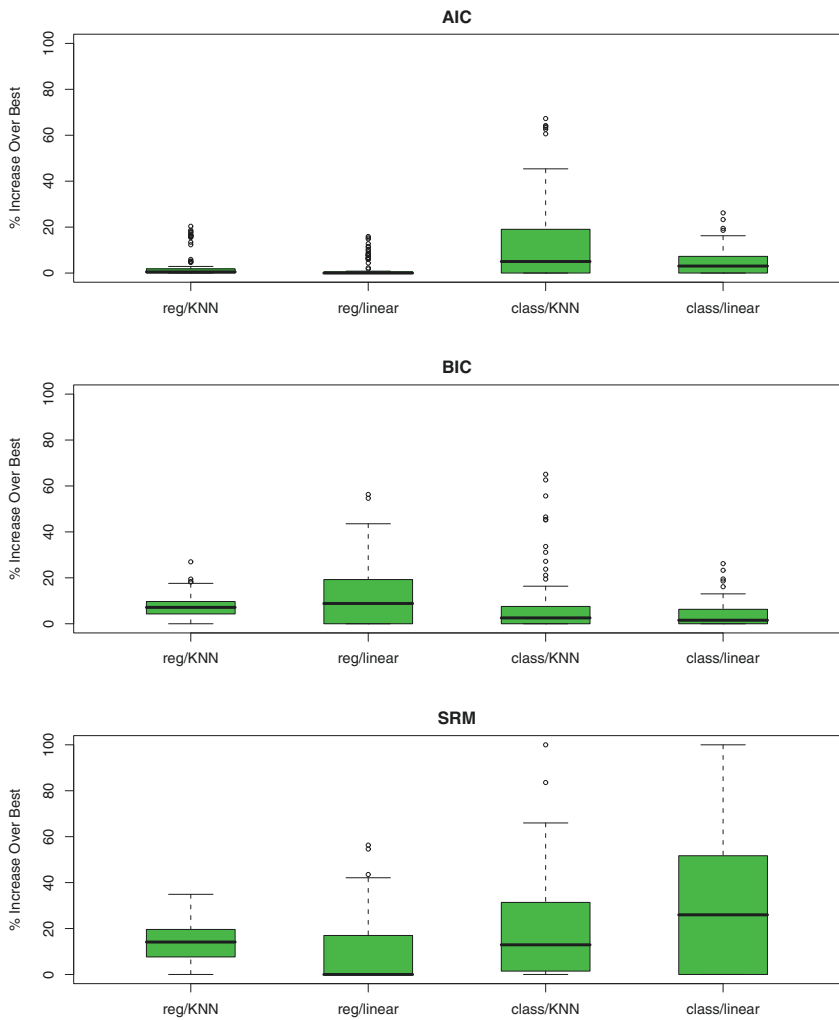 AIC
% Increase Over Best
100
80
60
40
20
0
reg/KNN reg/linear class/KNN class/linear
BIC
% Increase Over Best
100
80
60
40
20
0
reg/KNN reg/linear class/KNN class/linear
SRM
% Increase Over Best
100
80
60
40
20
0
reg/KNN reg/linear class/KNN class/linear